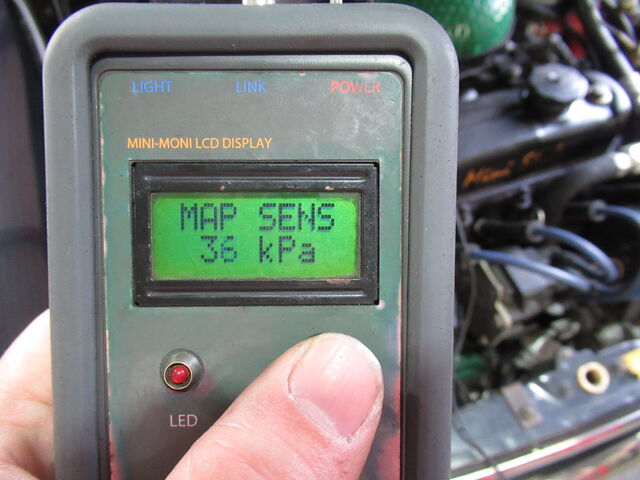 LIGHT LINK POWER
MINI-MONI LCD DISPLAY
MAP SENS
36 kPa
LED